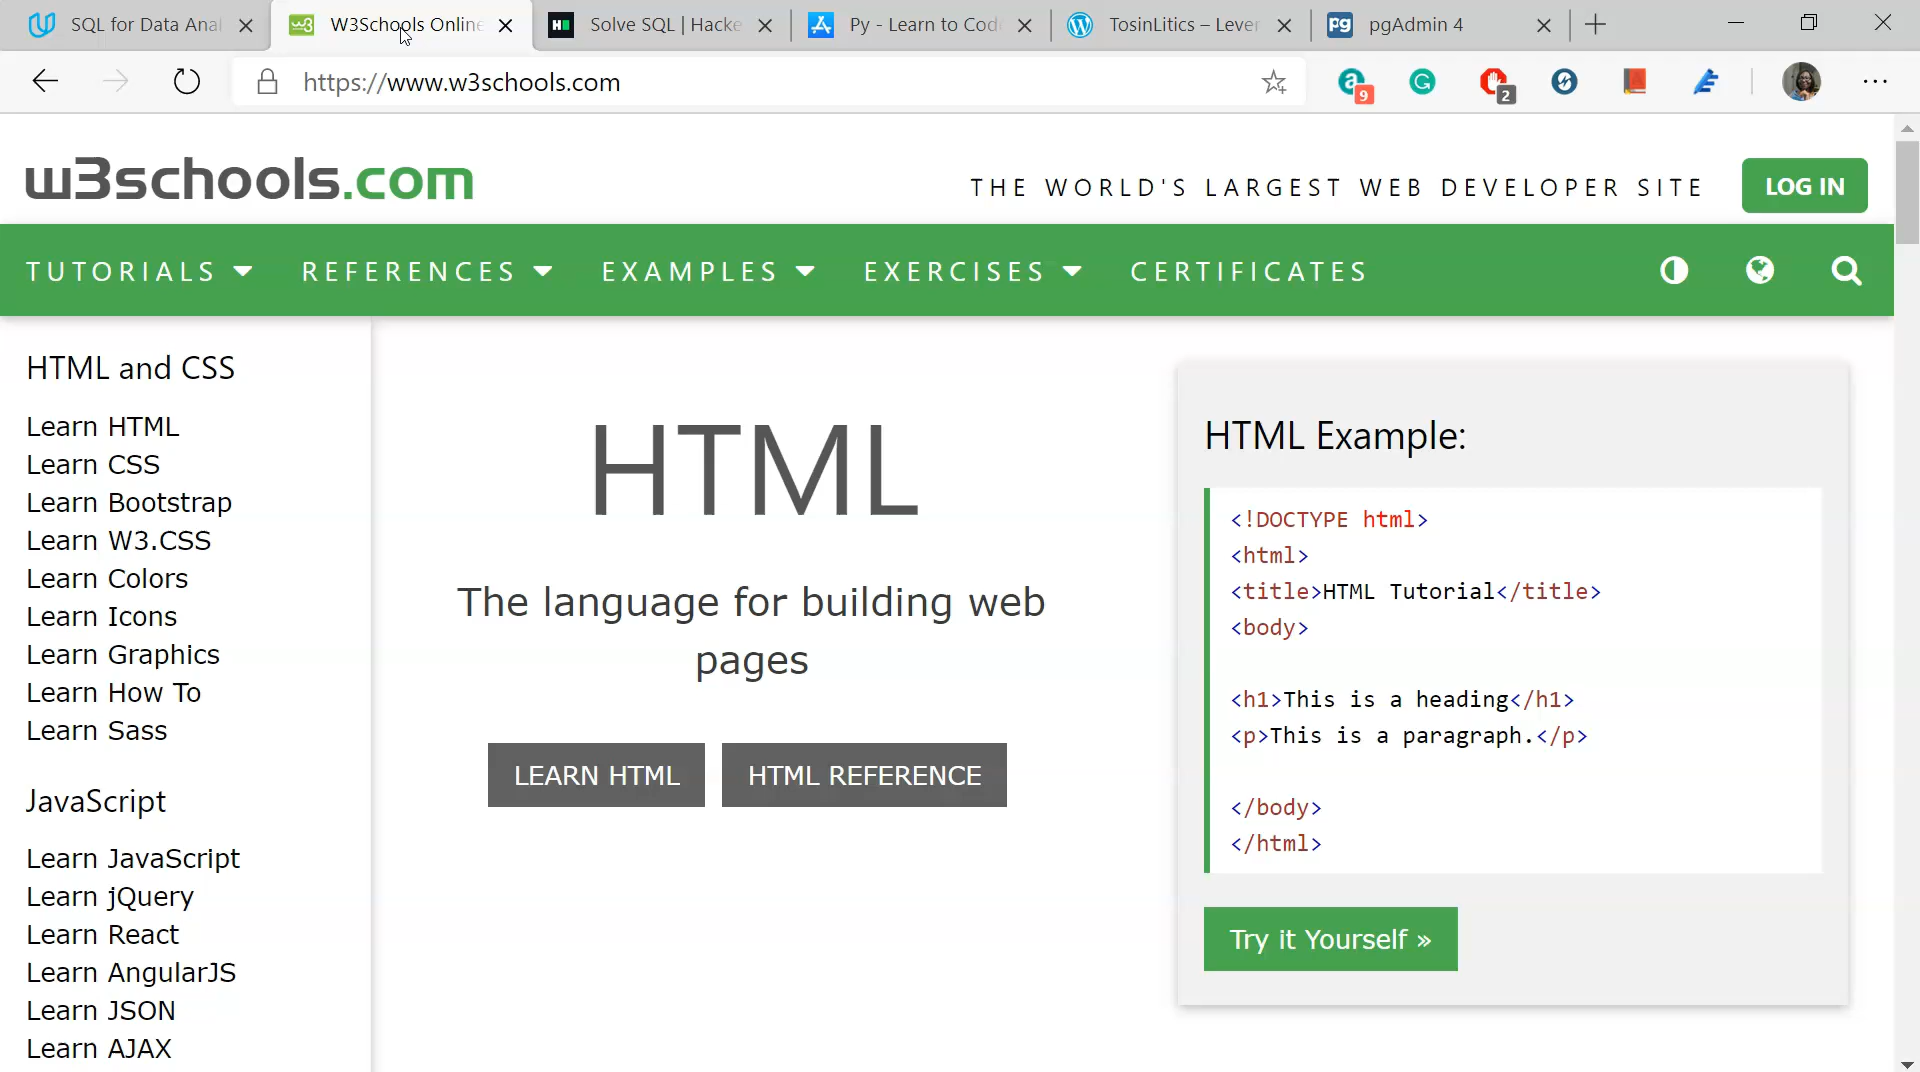 SQL for Data Anal
W3Schools Online
Solve SQL | Hacke
Py - Learn to Cod
TosinLitics – Lever
pgAdmin 4
https://www.w3schools.com
9
2
w3schools.com
THE WORLD'S LARGEST WEB DEVELOPER SITE
LOG IN
TUTORIALS
REFERENCES
EXAMPLES
EXERCISES
CERTIFICATES
HTML and CSS
Learn HTML
Learn CSS
Learn Bootstrap
Learn W3.CSS
Learn Colors
Learn Icons
Learn Graphics
Learn How To
Learn Sass
JavaScript
Learn JavaScript
Learn jQuery
Learn React
Learn AngularJS
Learn JSON
Learn AJAX
HTML
The language for building web
pages
LEARN HTML
HTML REFERENCE
HTML Example:
<!DOCTYPE html>
<html>
<title>HTML Tutorial</title>
<body>
<h1>This is a heading</h1>
<p>This is a paragraph.</p>
</body>
</html>
Try it Yourself »